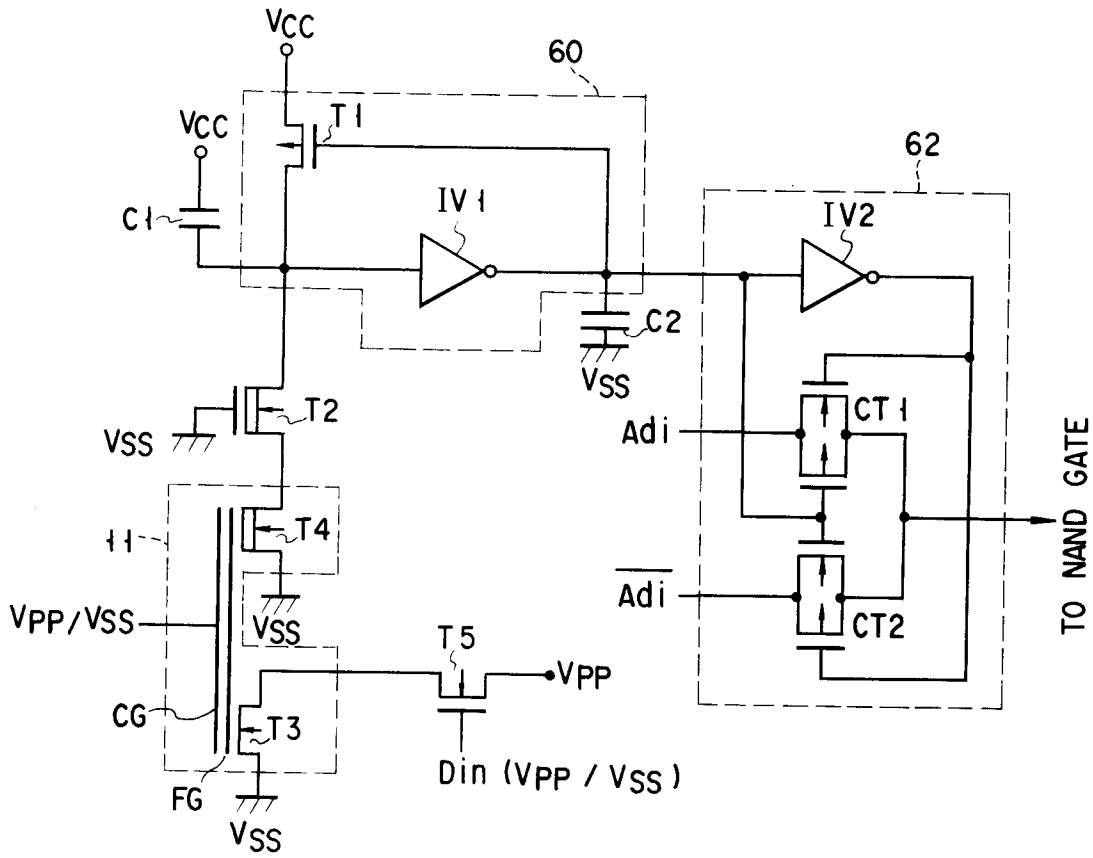 VCC
60
T1
VCC
62
C1
IV1
IV2
C2
VSS
T2
CT1
VSS
Adi
11
T4
A̅d̅i̅
VPP/VSS
VSS
CT2
T5
VPP
CG
T3
Din (VPP / VSS)
FG
VSS
TO NAND GATE